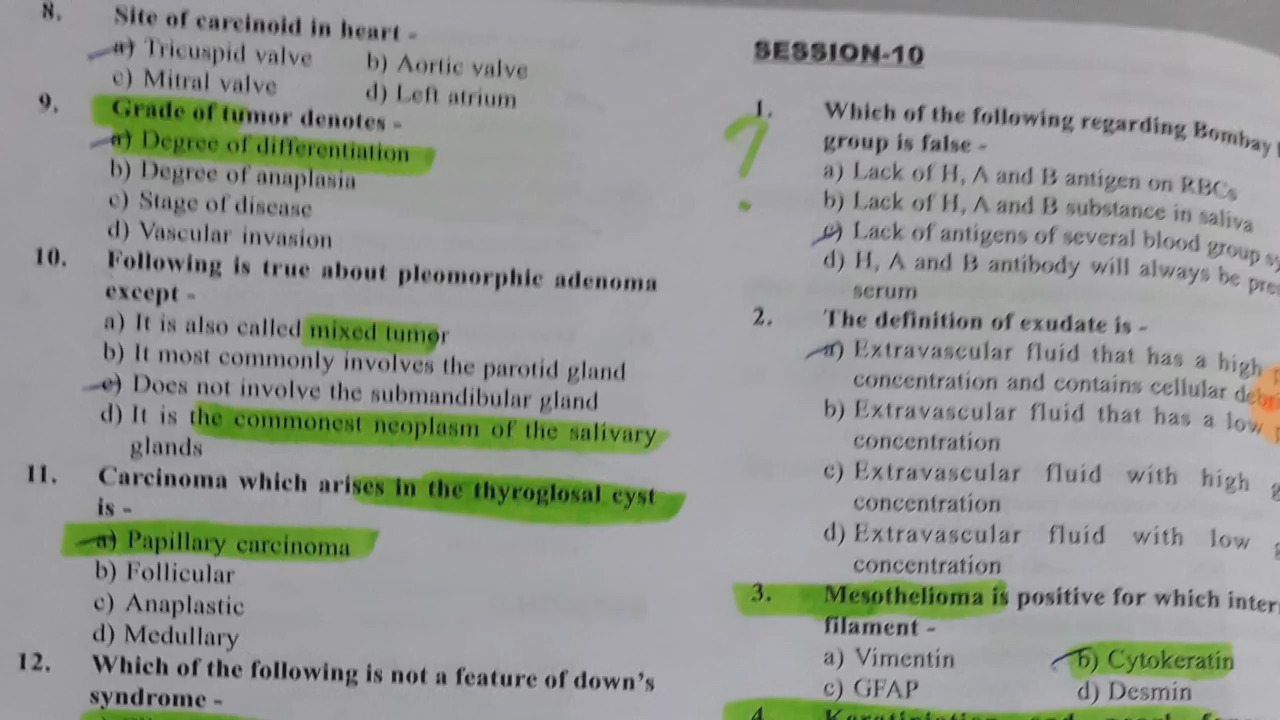 8. Site of carcinoid in heart -
a) Tricuspid valve b) Aortic valve
c) Mitral valve d) Left atrium
9. Grade of tumor denotes -
a) Degree of differentiation
b) Degree of anaplasia
c) Stage of disease
d) Vascular invasion
10. Following is true about pleomorphic adenoma
except -
a) It is also called mixed tumor
b) It most commonly involves the parotid gland
c) Does not involve the submandibular gland
d) It is the commonest neoplasm of the salivary
glands
11. Carcinoma which arises in the thyroglosal cyst
is -
a) Papillary carcinoma
b) Follicular
c) Anaplastic
d) Medullary
12. Which of the following is not a feature of down's
syndrome -
SESSION-10
?
1. Which of the following regarding Bombay
group is false -
a) Lack of H, A and B antigen on RBCs
b) Lack of H, A and B substance in saliva
c) Lack of antigens of several blood group
d) H, A and B antibody will always be
serum
2. The definition of exudate is -
a) Extravascular fluid that has a high
concentration and contains cellular
b) Extravascular fluid that has a low
concentration
c) Extravascular fluid with high
concentration
d) Extravascular fluid with low
concentration
3. Mesothelioma is positive for which
filament -
a) Vimentin b) Cytokeratin
c) GFAP d) Desmin
4.